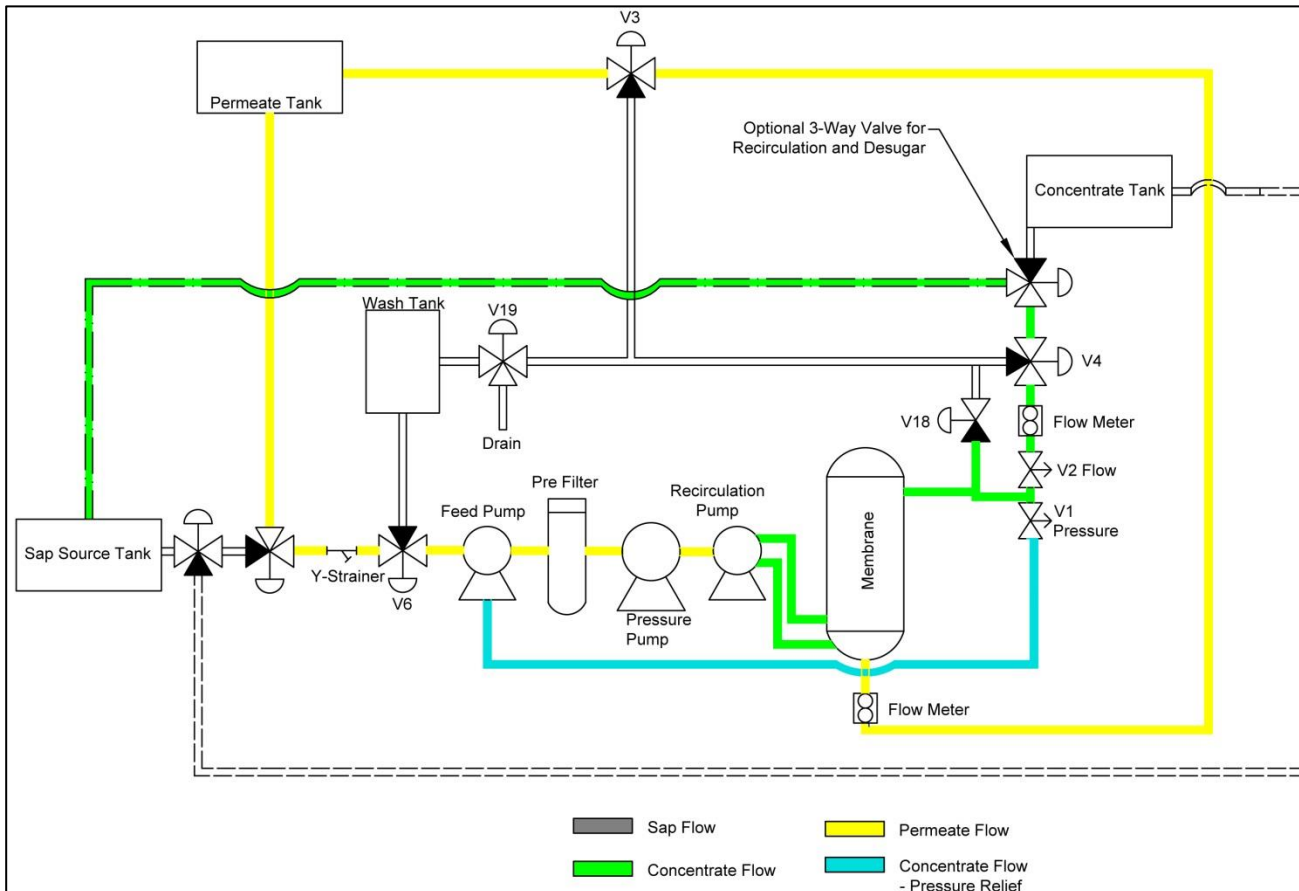 V3
Permeate Tank
Optional 3-Way Valve for
Recirculation and Desugar
Concentrate Tank
Wash Tank
V19
V4
Drain
V18
Flow Meter
V2 Flow
Pre Filter
Feed Pump
Recirculation
Pump
V1
Pressure
Membrane
Sap Source Tank
Y-Strainer
V6
Pressure
Pump
Flow Meter
Sap Flow
Permeate Flow
Concentrate Flow
Concentrate Flow
- Pressure Relief